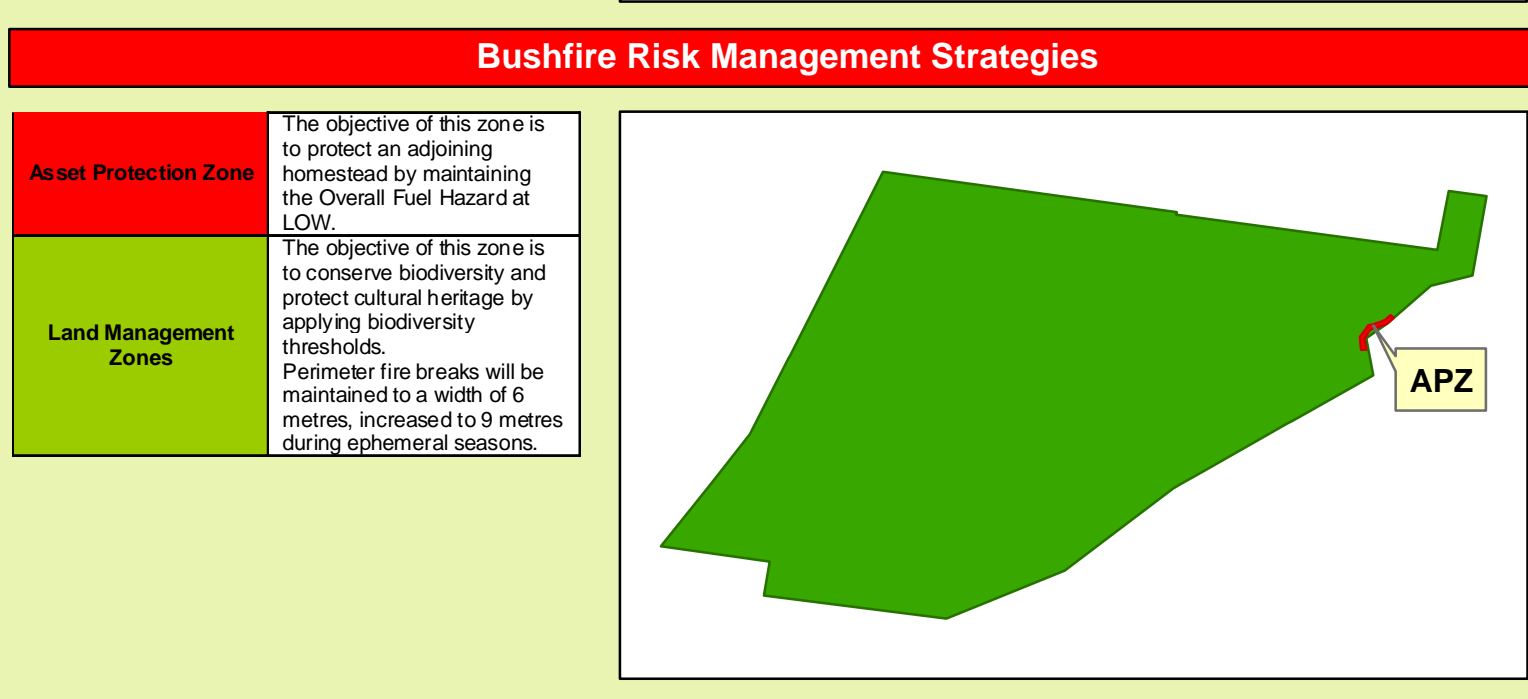 Bushfire Risk Management Strategies
Asset Protection Zone
The objective of this zone is
to protect an adjoining
homestead by maintaining
the Overall Fuel Hazard at
LOW.
Land Management
Zones
The objective of this zone is
to conserve biodiversity and
protect cultural heritage by
applying biodiversity
thresholds.
Perimeter fire breaks will be
maintained to a width of 6
metres, increased to 9 metres
during ephemeral seasons.
APZ